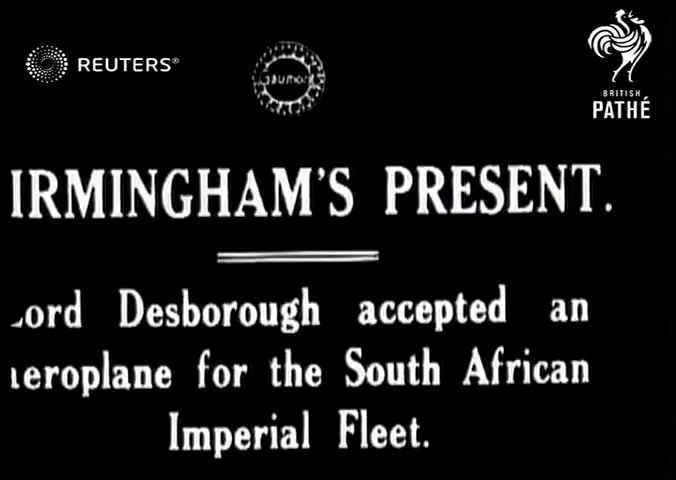 REUTERS®
Gaumont
BRITISH
PATHÉ
IRMINGHAM'S PRESENT.
ord Desborough accepted an
eroplane for the South African
Imperial Fleet.